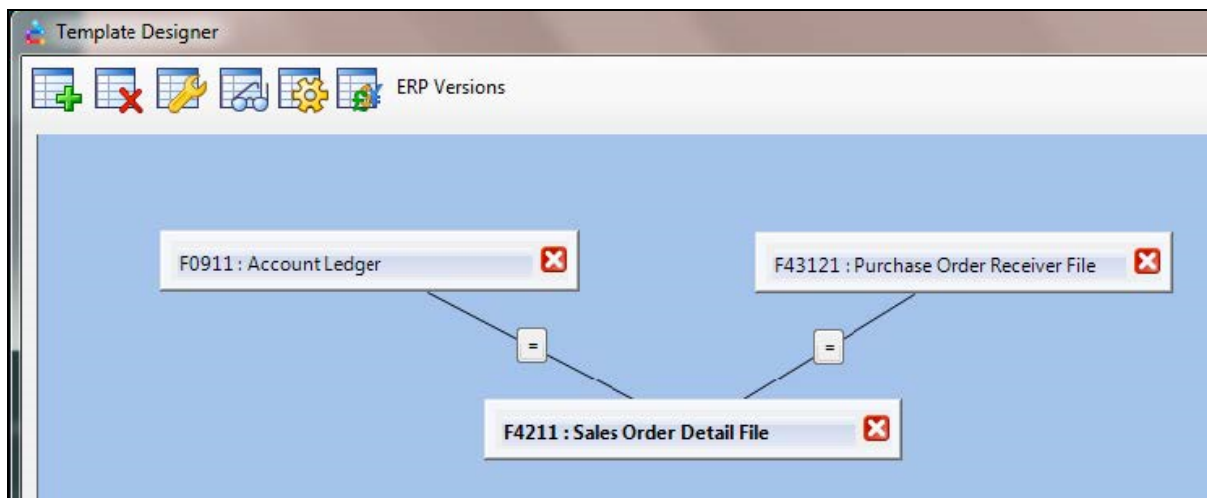 Template Designer
ERP Versions
F0911 : Account Ledger
F43121 : Purchase Order Receiver File
=
=
F4211 : Sales Order Detail File